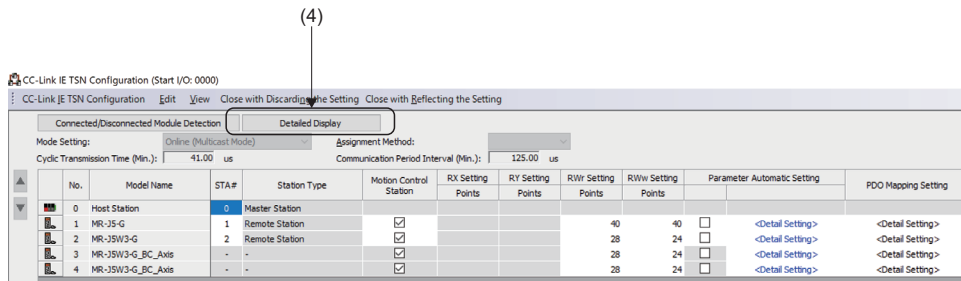 (4)
CC-Link IE TSN Configuration (Start I/O: 0000)
CC-Link IE TSN Configuration Edit View Close with Discarding the Setting Close with Reflecting the Setting
Connected/Disconnected Module Detection Detailed Display
Mode Setting: Online (Multicast Mode) Assignment Method:
Cyclic Transmission Time (Min.): 41.00 us Communication Period Interval (Min.): 125.00 us
No. Model Name STA# Station Type Motion Control Station RX Setting RY Setting RWr Setting RWw Setting Parameter Automatic Setting PDO Mapping Setting
Points Points Points Points
0 Host Station 0 Master Station
1 MR-J5-G 1 Remote Station 40 40 <Detail Setting> <Detail Setting>
2 MR-J5W3-G 2 Remote Station 28 24 <Detail Setting> <Detail Setting>
3 MR-J5W3-G_BC_Axis - - 28 24 <Detail Setting> <Detail Setting>
4 MR-J5W3-G_BC_Axis - - 28 24 <Detail Setting> <Detail Setting>